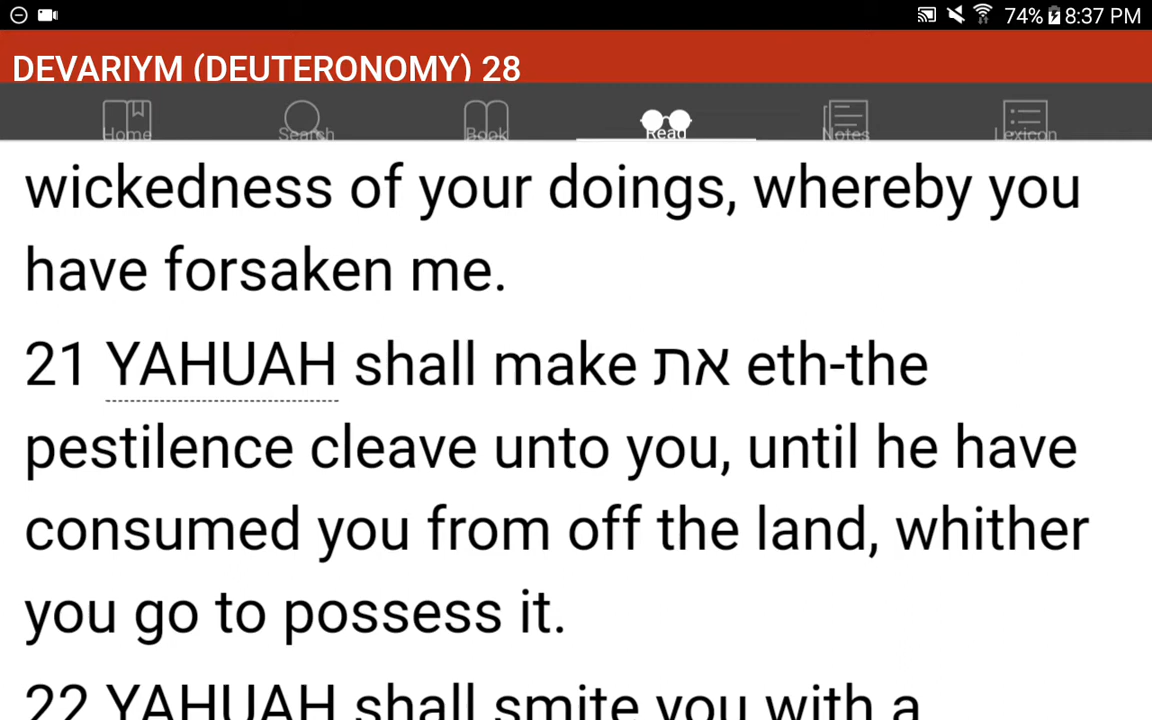 74% 8:37 PM
DEVARIYM (DEUTERONOMY) 28
Home Search Book Read Notes Lexicon
wickedness of your doings, whereby you
have forsaken me.
21 YAHUAH shall make את eth-the
pestilence cleave unto you, until he have
consumed you from off the land, whither
you go to possess it.
22 YAHUAH shall smite you with a